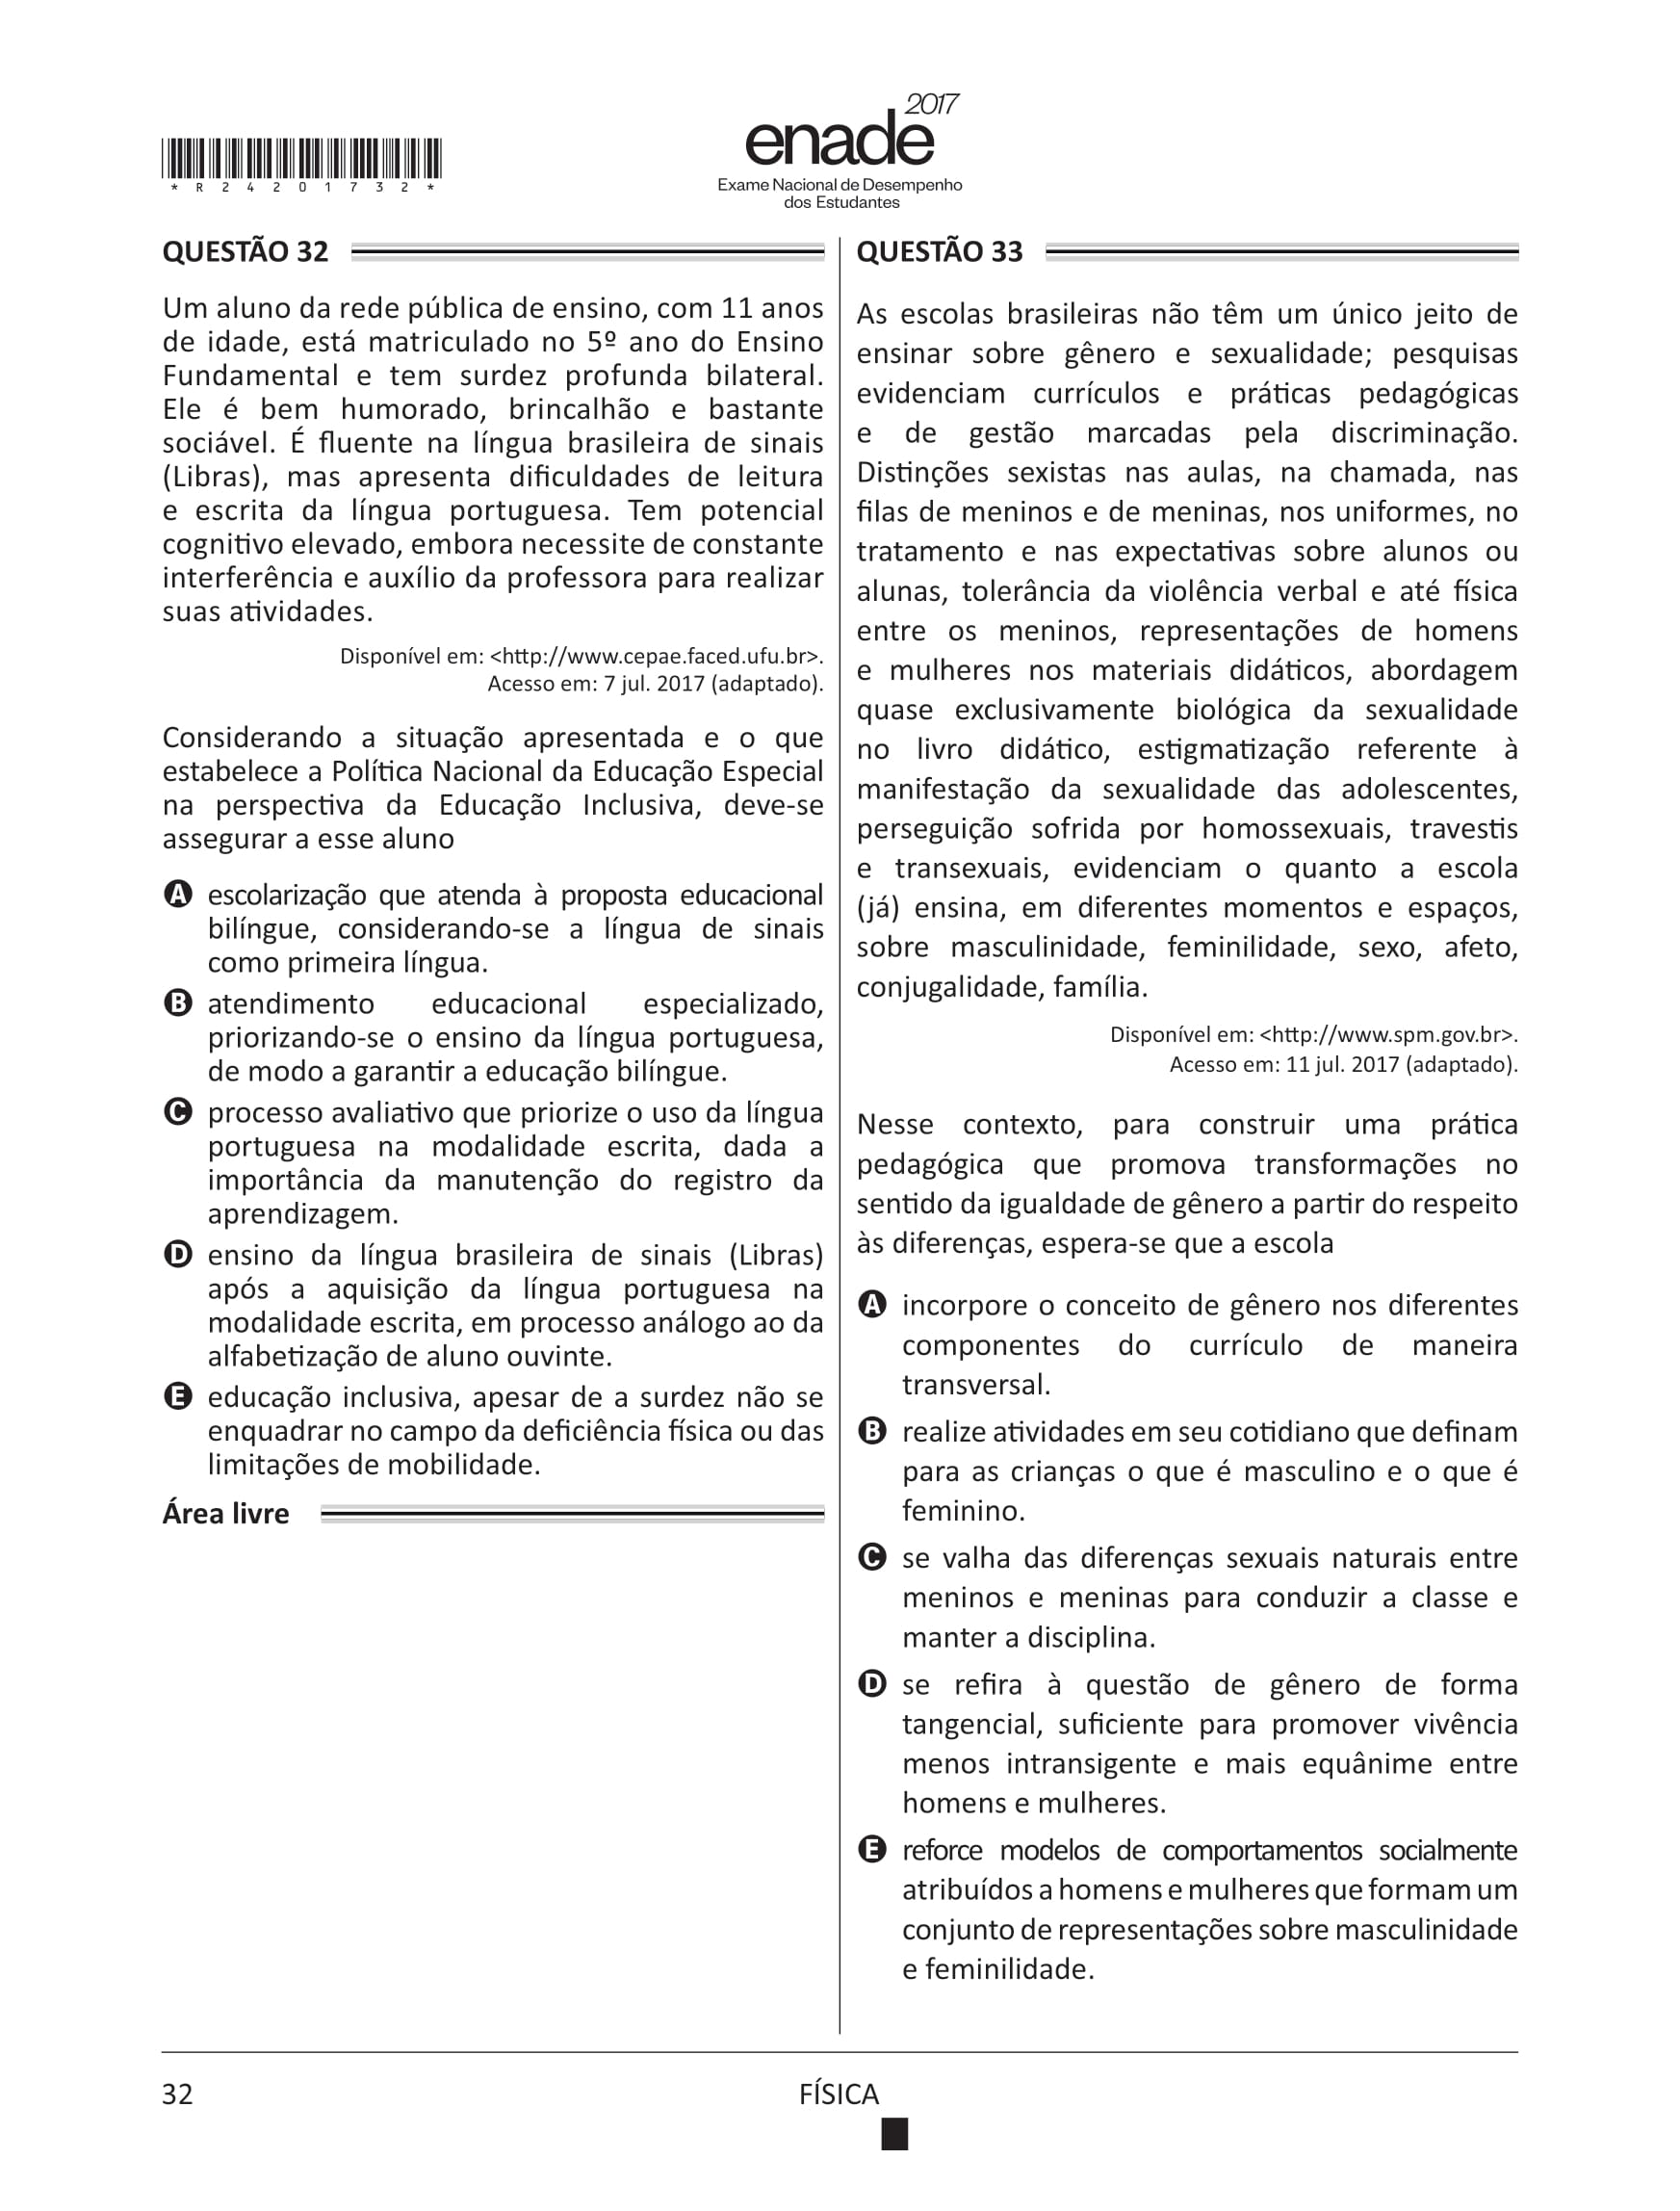 * R 2 4 2 0 1 7 3 2 *
2017
enade
Exame Nacional de Desempenho
dos Estudantes
QUESTÃO 32
Um aluno da rede pública de ensino, com 11 anos
de idade, está matriculado no 5º ano do Ensino
Fundamental e tem surdez profunda bilateral.
Ele é bem humorado, brincalhão e bastante
sociável. É fluente na língua brasileira de sinais
(Libras), mas apresenta dificuldades de leitura
e escrita da língua portuguesa. Tem potencial
cognitivo elevado, embora necessite de constante
interferência e auxílio da professora para realizar
suas atividades.
Disponível em: <http://www.cepae.faced.ufu.br>.
Acesso em: 7 jul. 2017 (adaptado).
Considerando a situação apresentada e o que
estabelece a Política Nacional da Educação Especial
na perspectiva da Educação Inclusiva, deve-se
assegurar a esse aluno
A escolarização que atenda à proposta educacional
bilíngue, considerando-se a língua de sinais
como primeira língua.
B atendimento educacional especializado,
priorizando-se o ensino da língua portuguesa,
de modo a garantir a educação bilíngue.
C processo avaliativo que priorize o uso da língua
portuguesa na modalidade escrita, dada a
importância da manutenção do registro da
aprendizagem.
D ensino da língua brasileira de sinais (Libras)
após a aquisição da língua portuguesa na
modalidade escrita, em processo análogo ao da
alfabetização de aluno ouvinte.
E educação inclusiva, apesar de a surdez não se
enquadrar no campo da deficiência física ou das
limitações de mobilidade.
Área livre
QUESTÃO 33
As escolas brasileiras não têm um único jeito de
ensinar sobre gênero e sexualidade; pesquisas
evidenciam currículos e práticas pedagógicas
e de gestão marcadas pela discriminação.
Distinções sexistas nas aulas, na chamada, nas
filas de meninos e de meninas, nos uniformes, no
tratamento e nas expectativas sobre alunos ou
alunas, tolerância da violência verbal e até física
entre os meninos, representações de homens
e mulheres nos materiais didáticos, abordagem
quase exclusivamente biológica da sexualidade
no livro didático, estigmatização referente à
manifestação da sexualidade das adolescentes,
perseguição sofrida por homossexuais, travestis
e transexuais, evidenciam o quanto a escola
(já) ensina, em diferentes momentos e espaços,
sobre masculinidade, feminilidade, sexo, afeto,
conjugalidade, família.
Disponível em: <http://www.spm.gov.br>.
Acesso em: 11 jul. 2017 (adaptado).
Nesse contexto, para construir uma prática
pedagógica que promova transformações no
sentido da igualdade de gênero a partir do respeito
às diferenças, espera-se que a escola
A incorpore o conceito de gênero nos diferentes
componentes do currículo de maneira
transversal.
B realize atividades em seu cotidiano que definam
para as crianças o que é masculino e o que é
feminino.
C se valha das diferenças sexuais naturais entre
meninos e meninas para conduzir a classe e
manter a disciplina.
D se refira à questão de gênero de forma
tangencial, suficiente para promover vivência
menos intransigente e mais equânime entre
homens e mulheres.
E reforce modelos de comportamentos socialmente
atribuídos a homens e mulheres que formam um
conjunto de representações sobre masculinidade
e feminilidade.
32
FÍSICA